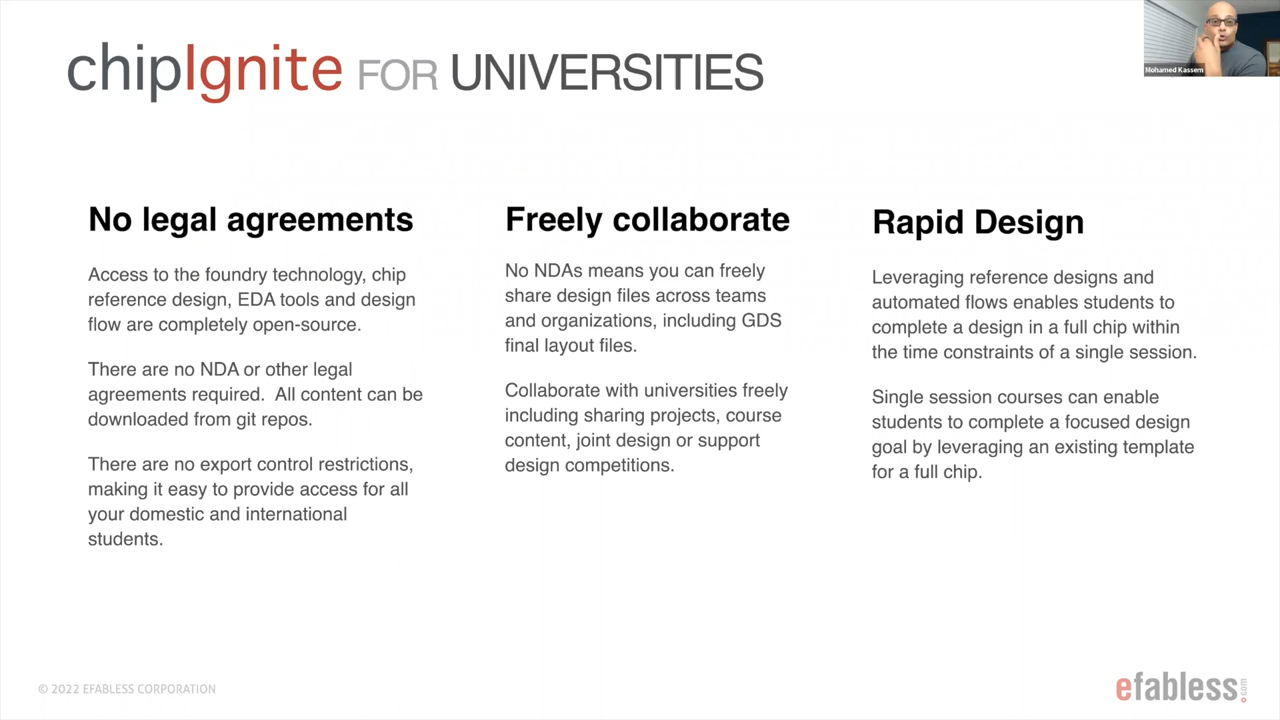 chipIgnite FOR UNIVERSITIES
Mohamed Kassem
No legal agreements
Access to the foundry technology, chip
reference design, EDA tools and design
flow are completely open-source.
There are no NDA or other legal
agreements required.  All content can be
downloaded from git repos.
There are no export control restrictions,
making it easy to provide access for all
your domestic and international
students.
Freely collaborate
No NDAs means you can freely
share design files across teams
and organizations, including GDS
final layout files.
Collaborate with universities freely
including sharing projects, course
content, joint design or support
design competitions.
Rapid Design
Leveraging reference designs and
automated flows enables students to
complete a design in a full chip within
the time constraints of a single session.
Single session courses can enable
students to complete a focused design
goal by leveraging an existing template
for a full chip.
© 2022 EFABLESS CORPORATION
efabless.com